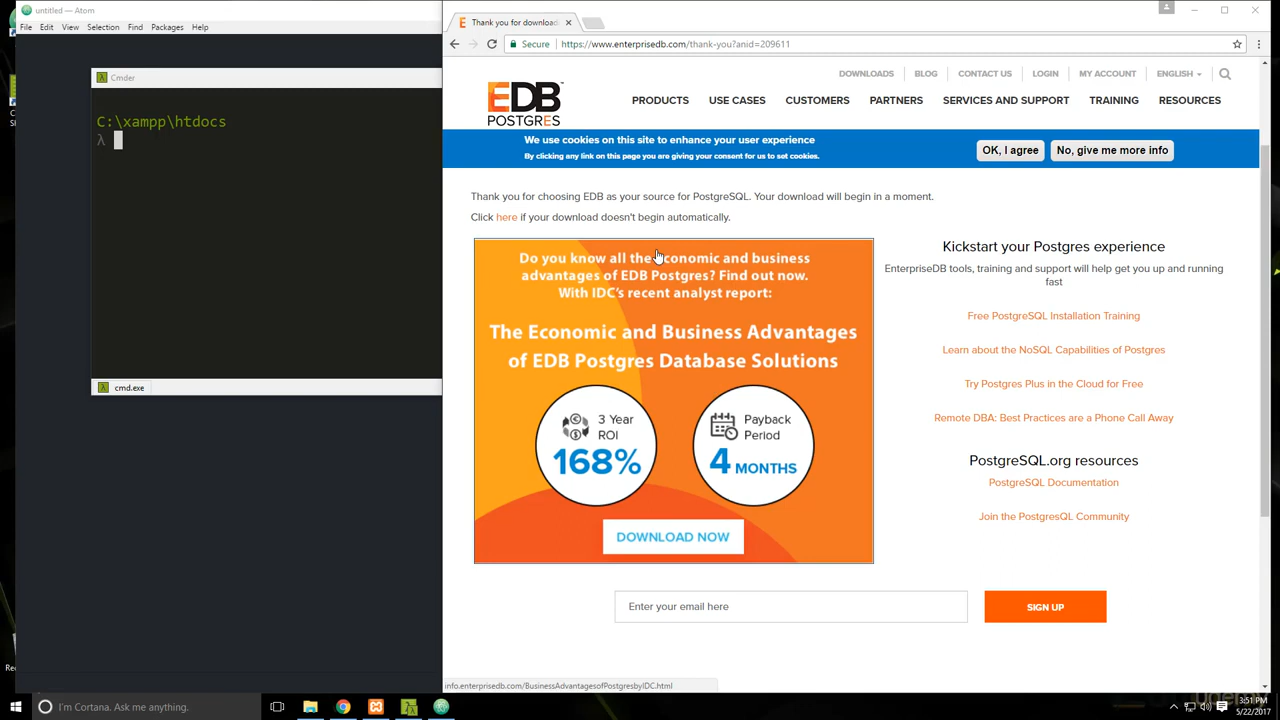 untitled — Atom
File Edit View Selection Find Packages Help
Cmder
C:\xampp\htdocs
λ
cmd.exe
Thank you for download
Secure https://www.enterprisedb.com/thank-you?anid=209611
DOWNLOADS BLOG CONTACT US LOGIN MY ACCOUNT ENGLISH
EDB
POSTGRES
PRODUCTS USE CASES CUSTOMERS PARTNERS SERVICES AND SUPPORT TRAINING RESOURCES
We use cookies on this site to enhance your user experience
By clicking any link on this page you are giving your consent for us to set cookies.
OK, I agree No, give me more info
Thank you for choosing EDB as your source for PostgreSQL. Your download will begin in a moment.
Click here if your download doesn't begin automatically.
Do you know all the economic and business
advantages of EDB Postgres? Find out now.
With IDC's recent analyst report:
The Economic and Business Advantages
of EDB Postgres Database Solutions
3 Year
ROI
168%
Payback
Period
4 MONTHS
DOWNLOAD NOW
Kickstart your Postgres experience
EnterpriseDB tools, training and support will help get you up and running
fast
Free PostgreSQL Installation Training
Learn about the NoSQL Capabilities of Postgres
Try Postgres Plus in the Cloud for Free
Remote DBA: Best Practices are a Phone Call Away
PostgreSQL.org resources
PostgreSQL Documentation
Join the PostgresQL Community
Enter your email here
SIGN UP
info.enterprisedb.com/BusinessAdvantagesofPostgresbyIDC.html
I'm Cortana. Ask me anything.
3:51 PM
5/22/2017